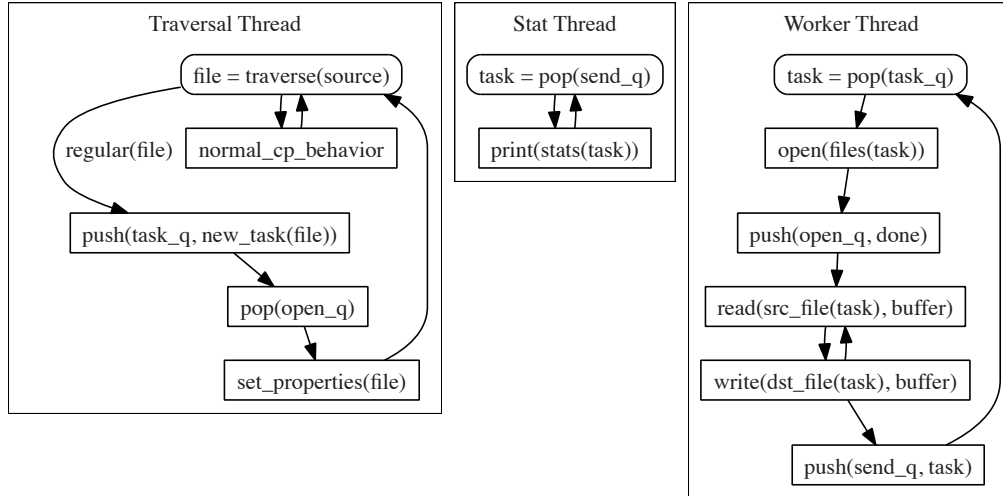 Traversal Thread
file = traverse(source)
regular(file)
normal_cp_behavior
push(task_q, new_task(file))
pop(open_q)
set_properties(file)
Stat Thread
task = pop(send_q)
print(stats(task))
Worker Thread
task = pop(task_q)
open(files(task))
push(open_q, done)
read(src_file(task), buffer)
write(dst_file(task), buffer)
push(send_q, task)